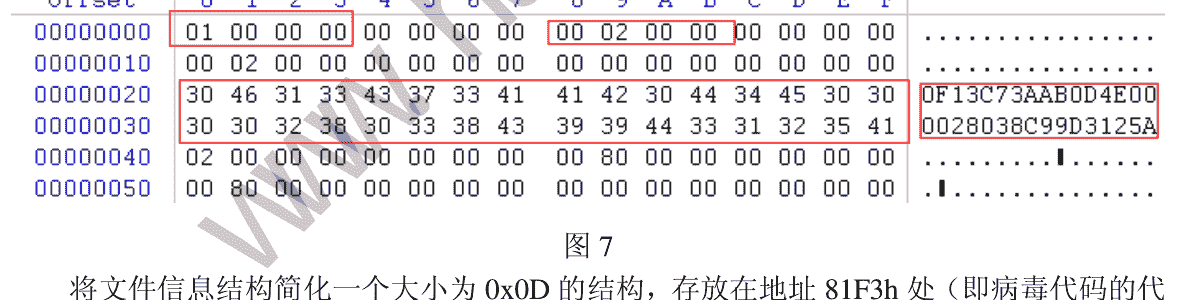 Offset 0 1 2 3 4 5 6 7 8 9 A B C D E F
00000000 01 00 00 00 00 00 00 00 00 02 00 00 00 00 00 00 ................
00000010 00 02 00 00 00 00 00 00 00 00 00 00 00 00 00 00 ................
00000020 30 46 31 33 43 37 33 41 41 42 30 44 34 45 30 30 0F13C73AAB0D4E00
00000030 30 30 32 38 30 33 38 43 39 39 44 33 31 32 35 41 0028038C99D3125A
00000040 02 00 00 00 00 00 00 00 00 80 00 00 00 00 00 00 .........▌......
00000050 00 80 00 00 00 00 00 00 00 00 00 00 00 00 00 00 .▌..............
图 7
将文件信息结构简化一个大小为 0x0D 的结构，存放在地址 81F3h 处（即病毒代码的代